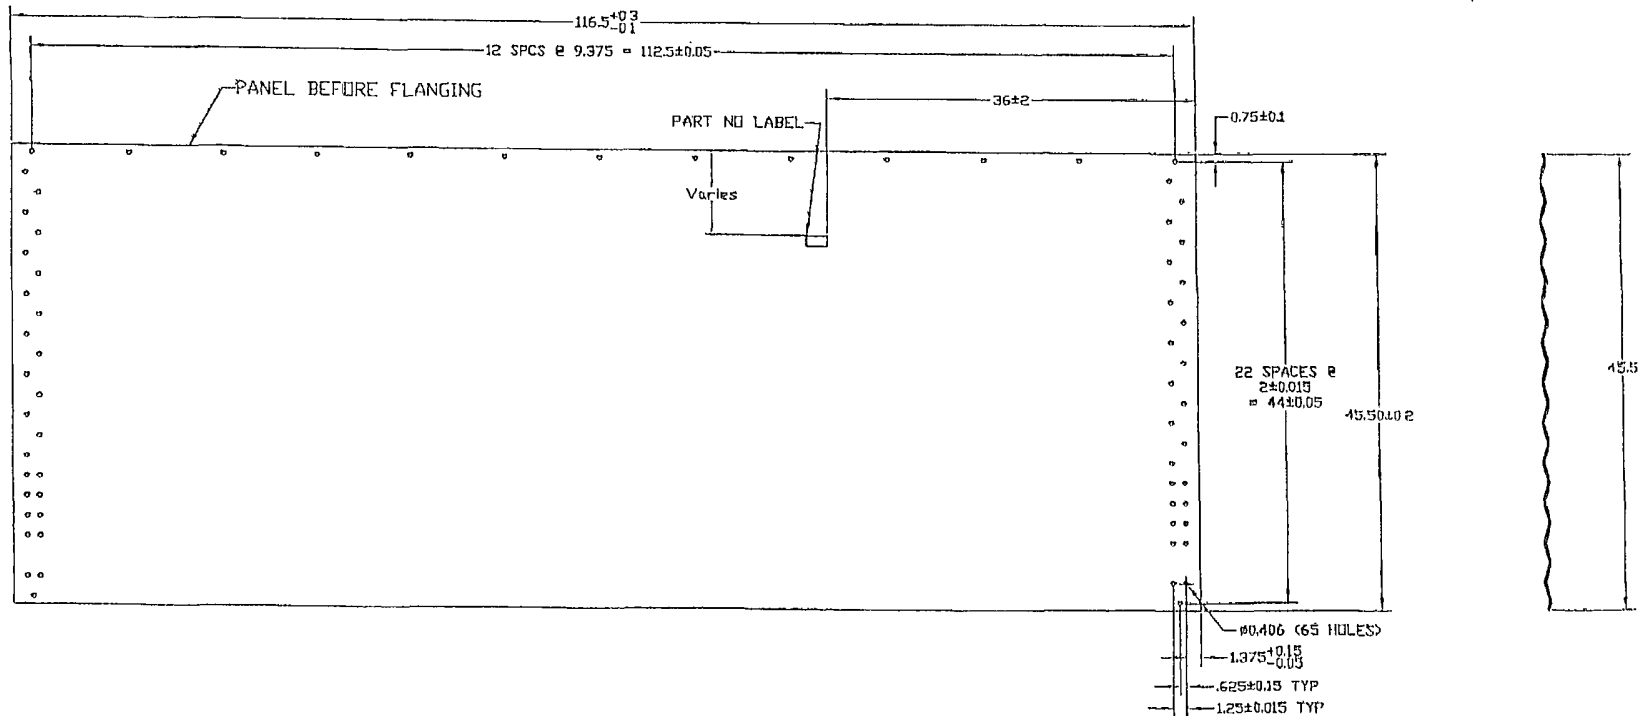 116.5+0.3
-0.1
12 SPCS @ 9.375 = 112.5±0.05
PANEL BEFORE FLANGING
36±2
PART NO LABEL
0.75±0.1
Varies
22 SPACES @
2±0.015
= 44±0.05
45.50±0.2
45.5
Ø0.406 (65 HOLES)
1.375+0.15
-0.05
.625±0.15 TYP
1.25±0.015 TYP